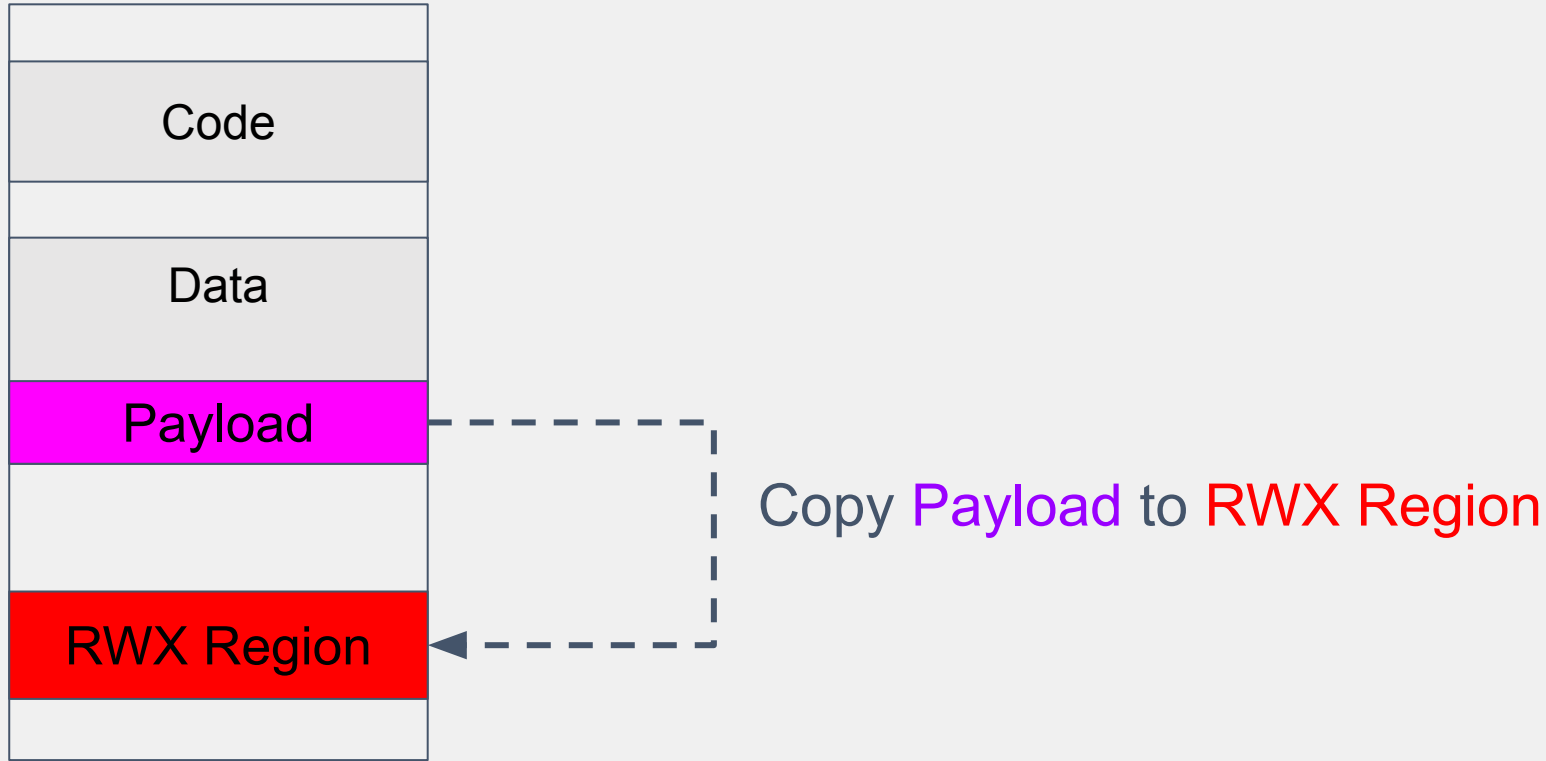 Code
Data
Payload
Copy Payload to RWX Region
RWX Region